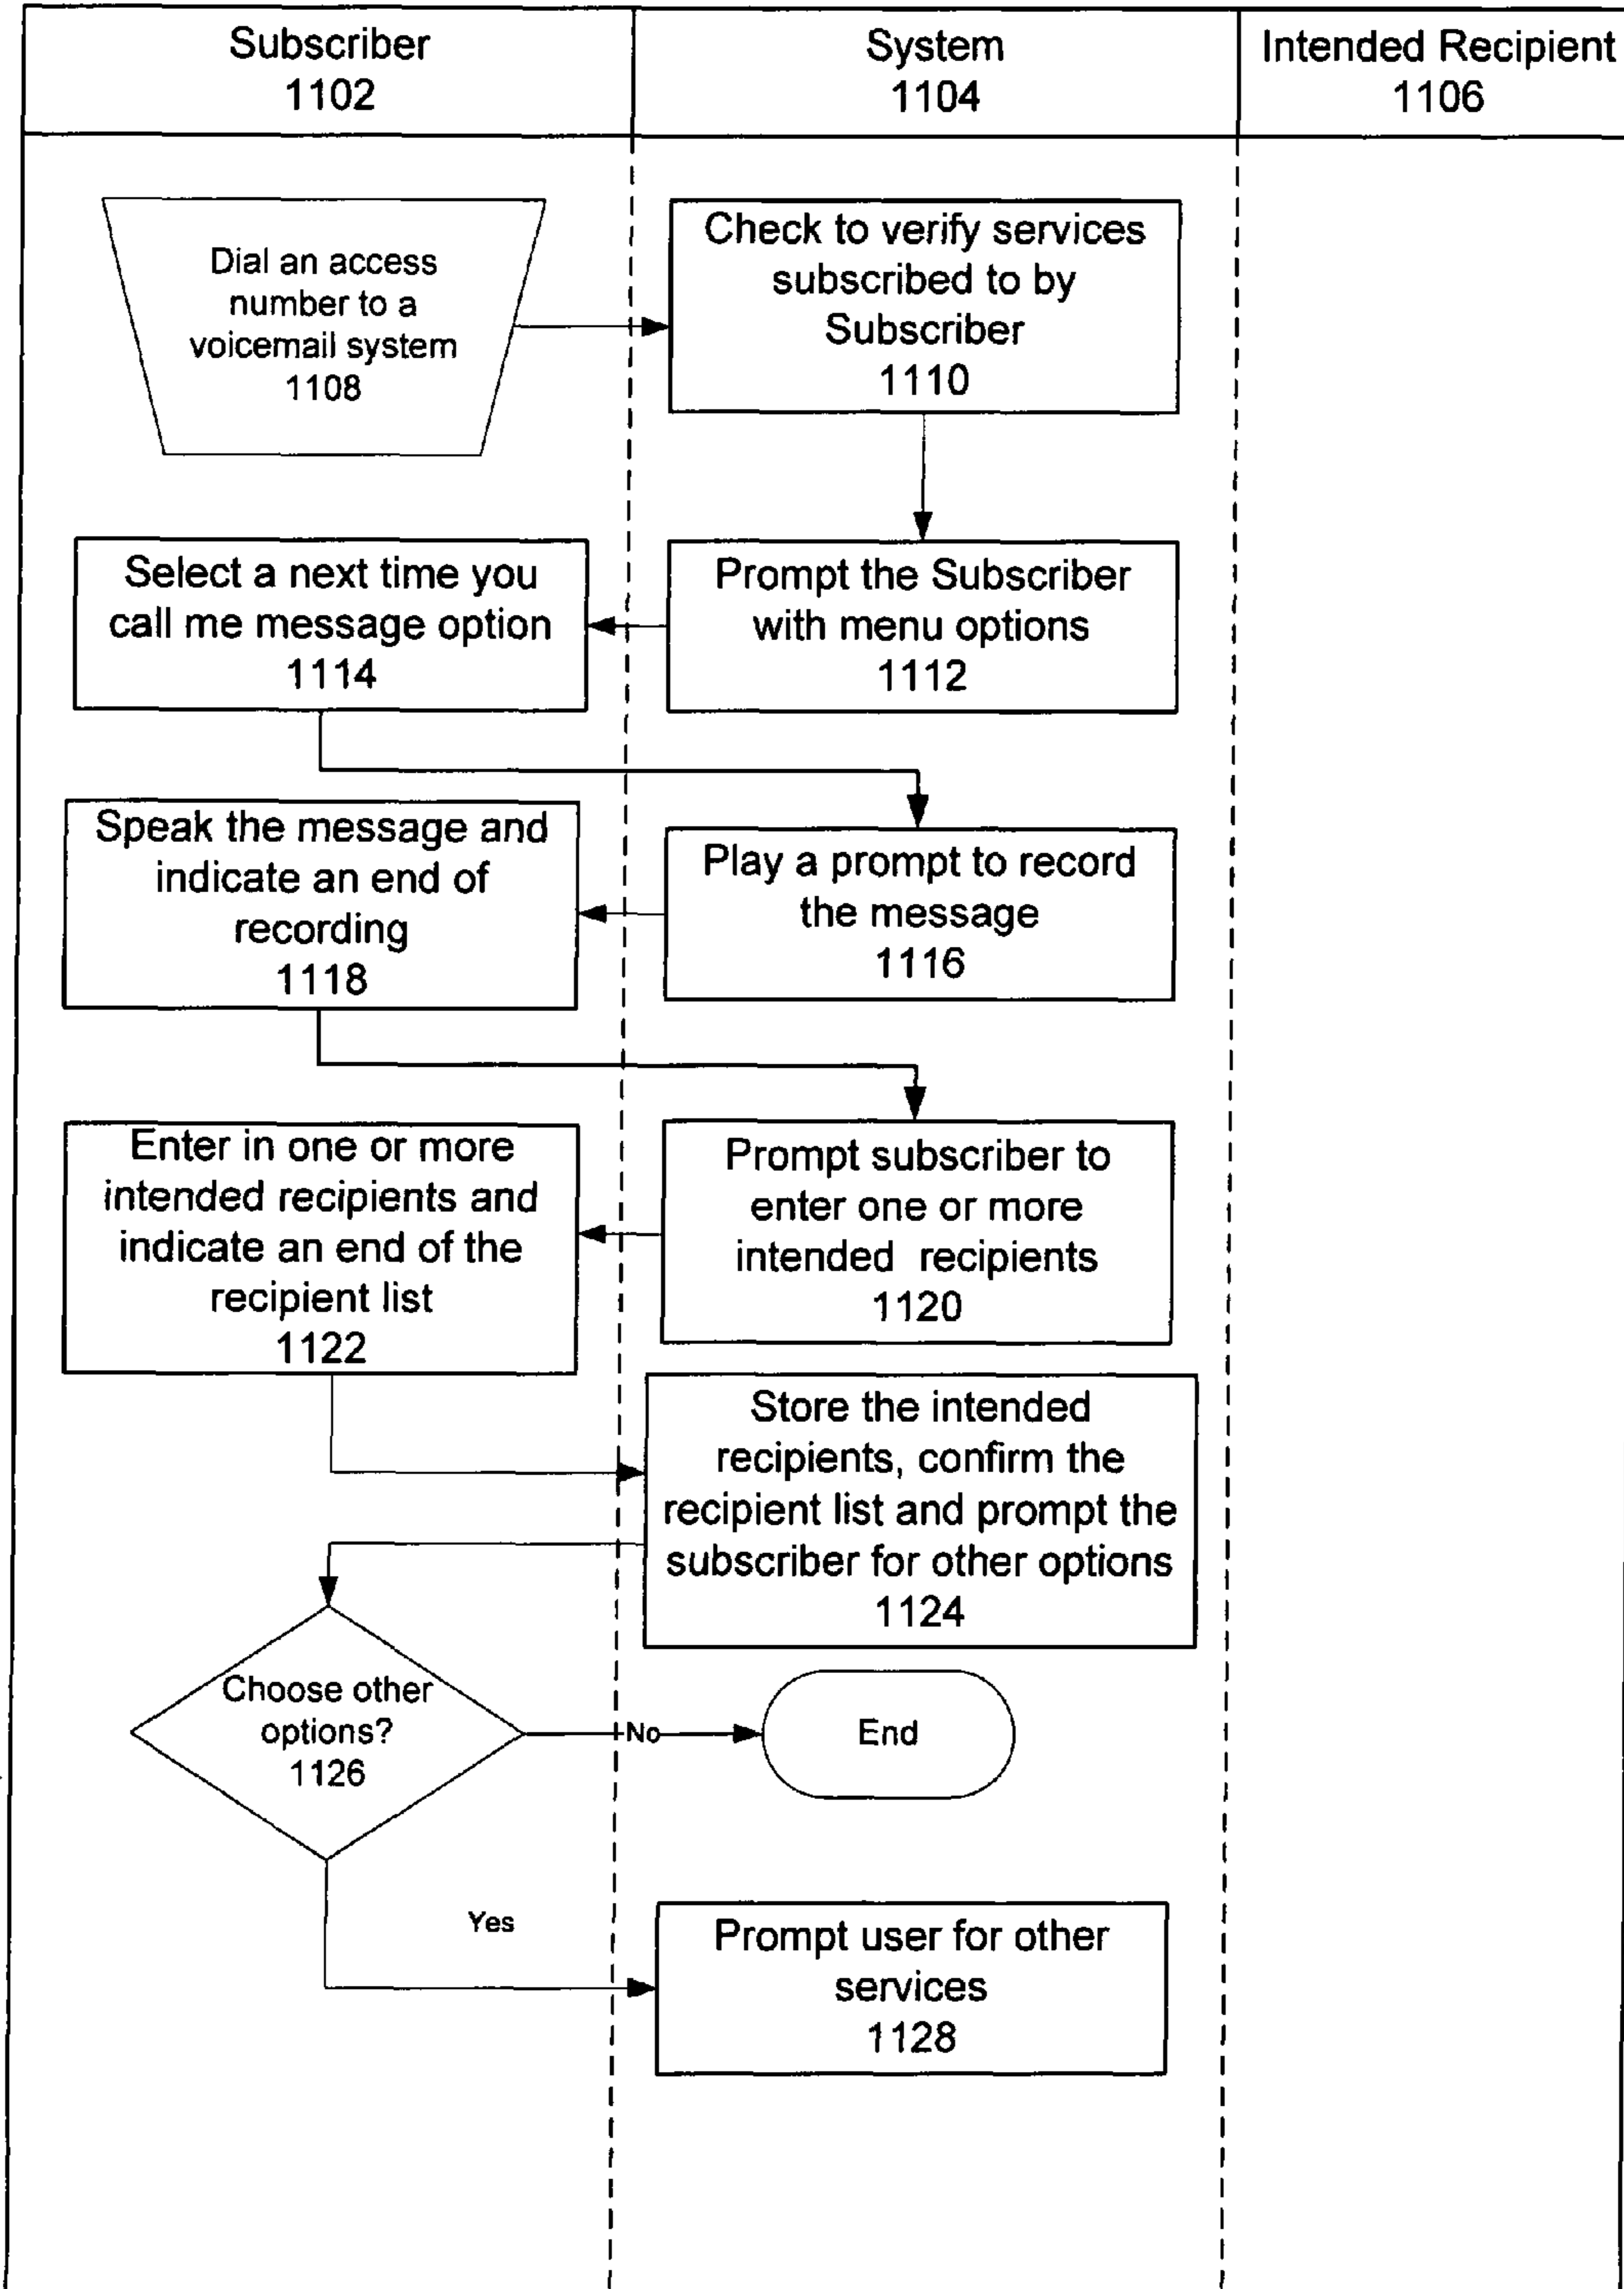 Subscriber
1102
System
1104
Intended Recipient
1106
Dial an access
number to a
voicemail system
1108
Check to verify services
subscribed to by
Subscriber
1110
Select a next time you
call me message option
1114
Prompt the Subscriber
with menu options
1112
Speak the message and
indicate an end of
recording
1118
Play a prompt to record
the message
1116
Enter in one or more
intended recipients and
indicate an end of the
recipient list
1122
Prompt subscriber to
enter one or more
intended recipients
1120
Store the intended
recipients, confirm the
recipient list and prompt the
subscriber for other options
1124
Choose other
options?
1126
No
End
Yes
Prompt user for other
services
1128